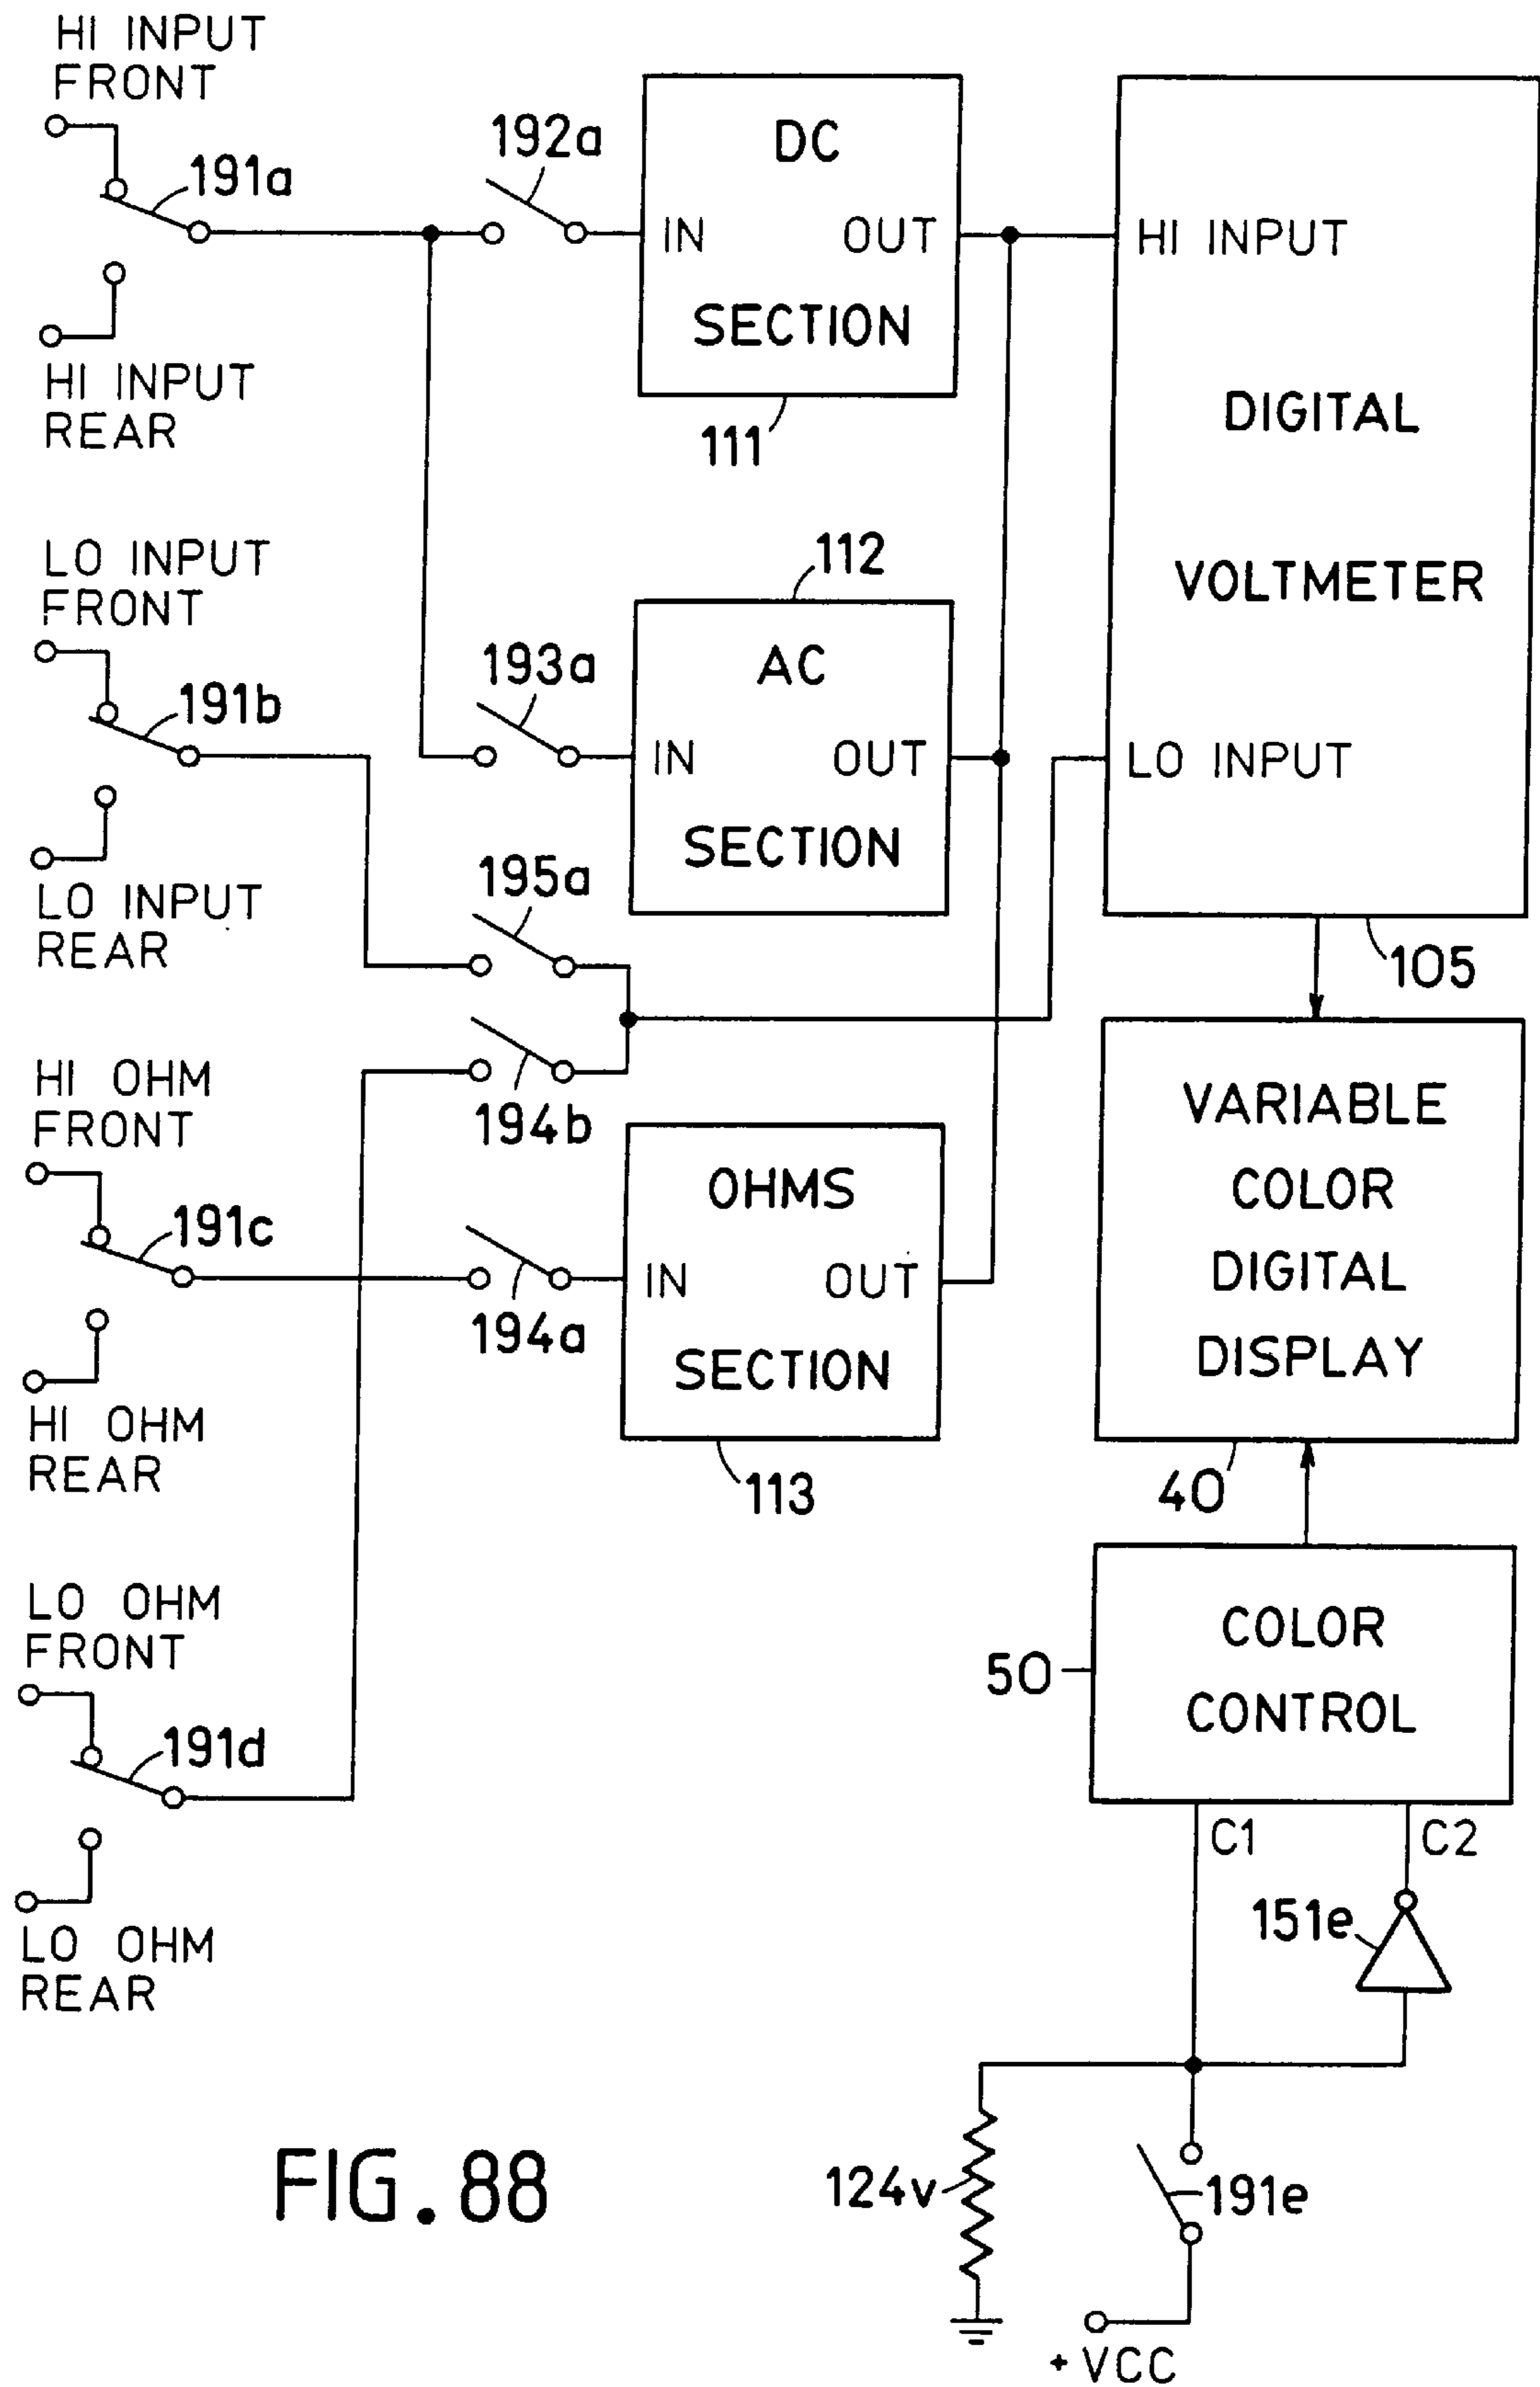 HI INPUT
FRONT
191a
HI INPUT
REAR
192a
DC
IN OUT
SECTION
111
HI INPUT
DIGITAL
VOLTMETER
LO INPUT
105
LO INPUT
FRONT
191b
LO INPUT
REAR
112
193a
AC
IN OUT
SECTION
195a
194b
HI OHM
FRONT
191c
HI OHM
REAR
194a
OHMS
IN OUT
SECTION
113
VARIABLE
COLOR
DIGITAL
DISPLAY
40
LO OHM
FRONT
191d
LO OHM
REAR
50
COLOR
CONTROL
C1 C2
151e
124v
191e
+ VCC
FIG. 88